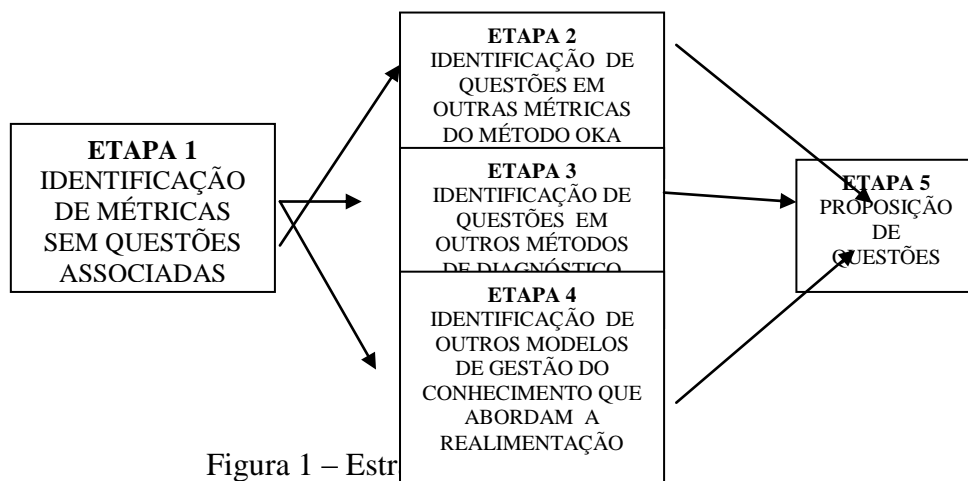 ETAPA 1
IDENTIFICAÇÃO
DE MÉTRICAS
SEM QUESTÕES
ASSOCIADAS
ETAPA 2
IDENTIFICAÇÃO DE
QUESTÕES EM
OUTRAS MÉTRICAS
DO MÉTODO OKA
ETAPA 3
IDENTIFICAÇÃO DE
QUESTÕES EM
OUTROS MÉTODOS
DE DIAGNÓSTICO
ETAPA 4
IDENTIFICAÇÃO DE
OUTROS MODELOS
DE GESTÃO DO
CONHECIMENTO QUE
ABORDAM A
REALIMENTAÇÃO
ETAPA 5
PROPOSIÇÃO
DE
QUESTÕES
Figura 1 – Estr